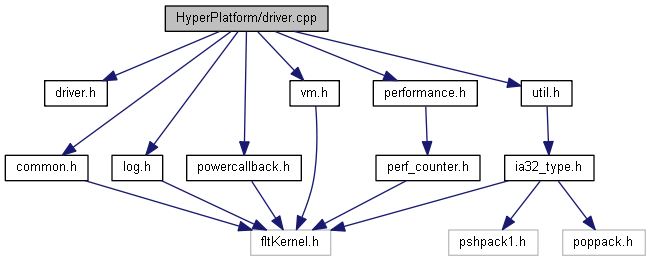 HyperPlatform/driver.cpp
driver.h
vm.h
performance.h
util.h
common.h
log.h
powercallback.h
perf_counter.h
ia32_type.h
fltKernel.h
pshpack1.h
poppack.h